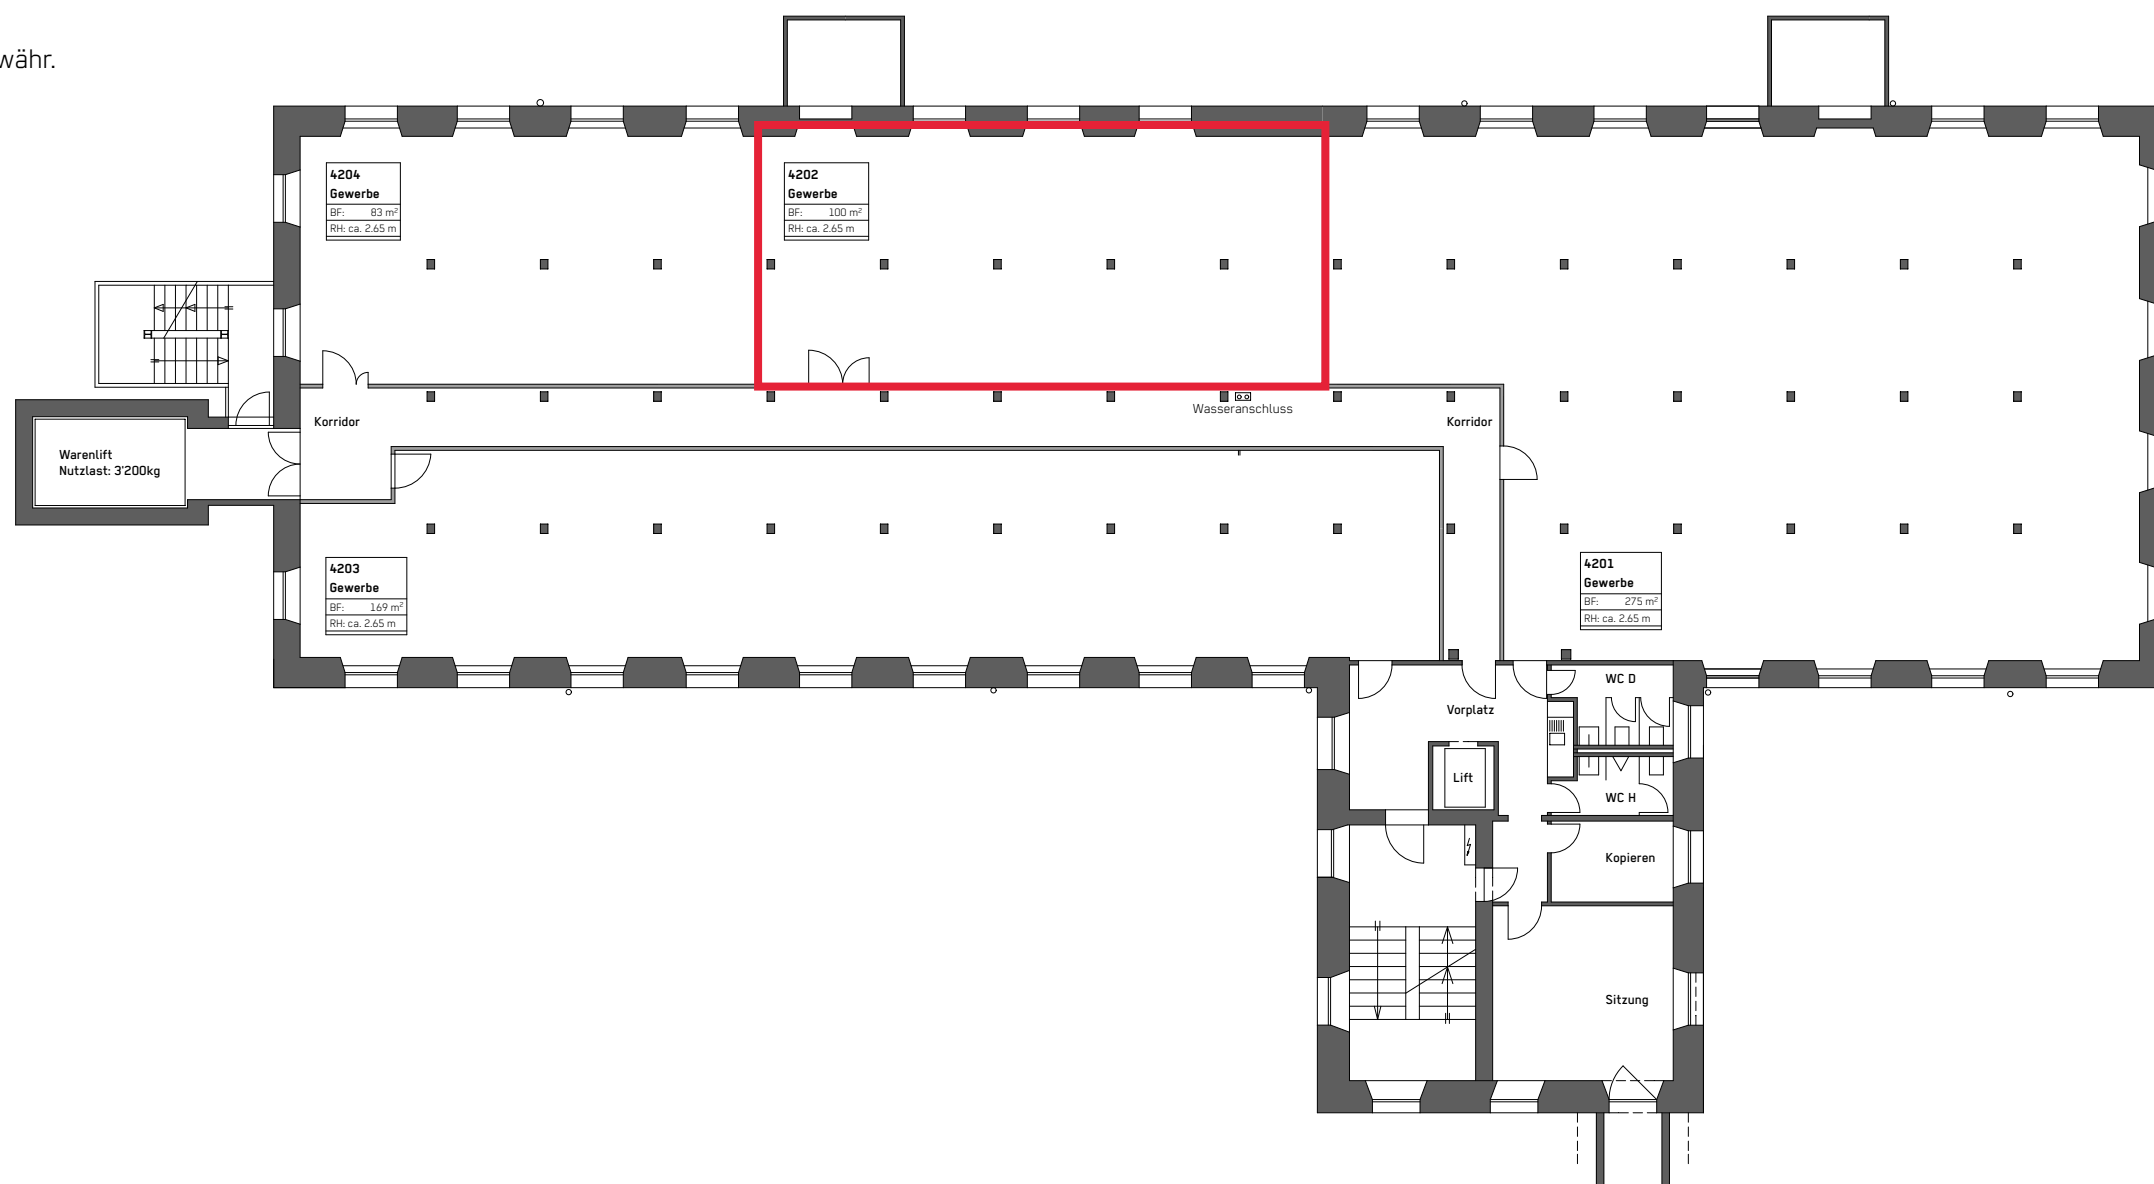 währ.
4204
Gewerbe
BF: 83 m²
RH: ca. 2.65 m
4202
Gewerbe
BF: 100 m²
RH: ca. 2.65 m
Wasseranschluss
Korridor
Korridor
Warenlift
Nutzlast: 3'200kg
4203
Gewerbe
BF: 169 m²
RH: ca. 2.65 m
4201
Gewerbe
BF: 275 m²
RH: ca. 2.65 m
WC D
Vorplatz
Lift
WC H
Kopieren
Sitzung